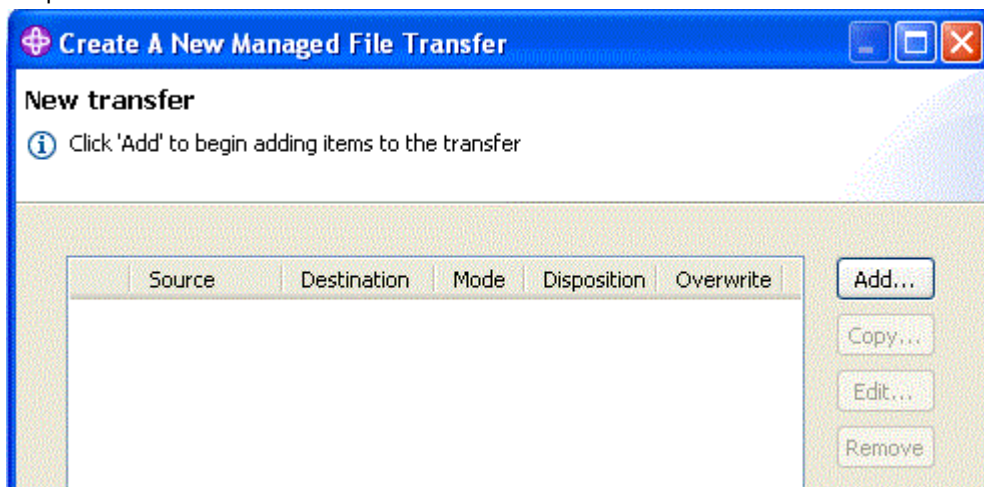 Create A New Managed File Transfer
New transfer
Click 'Add' to begin adding items to the transfer
Source Destination Mode Disposition Overwrite
Add...
Copy...
Edit...
Remove